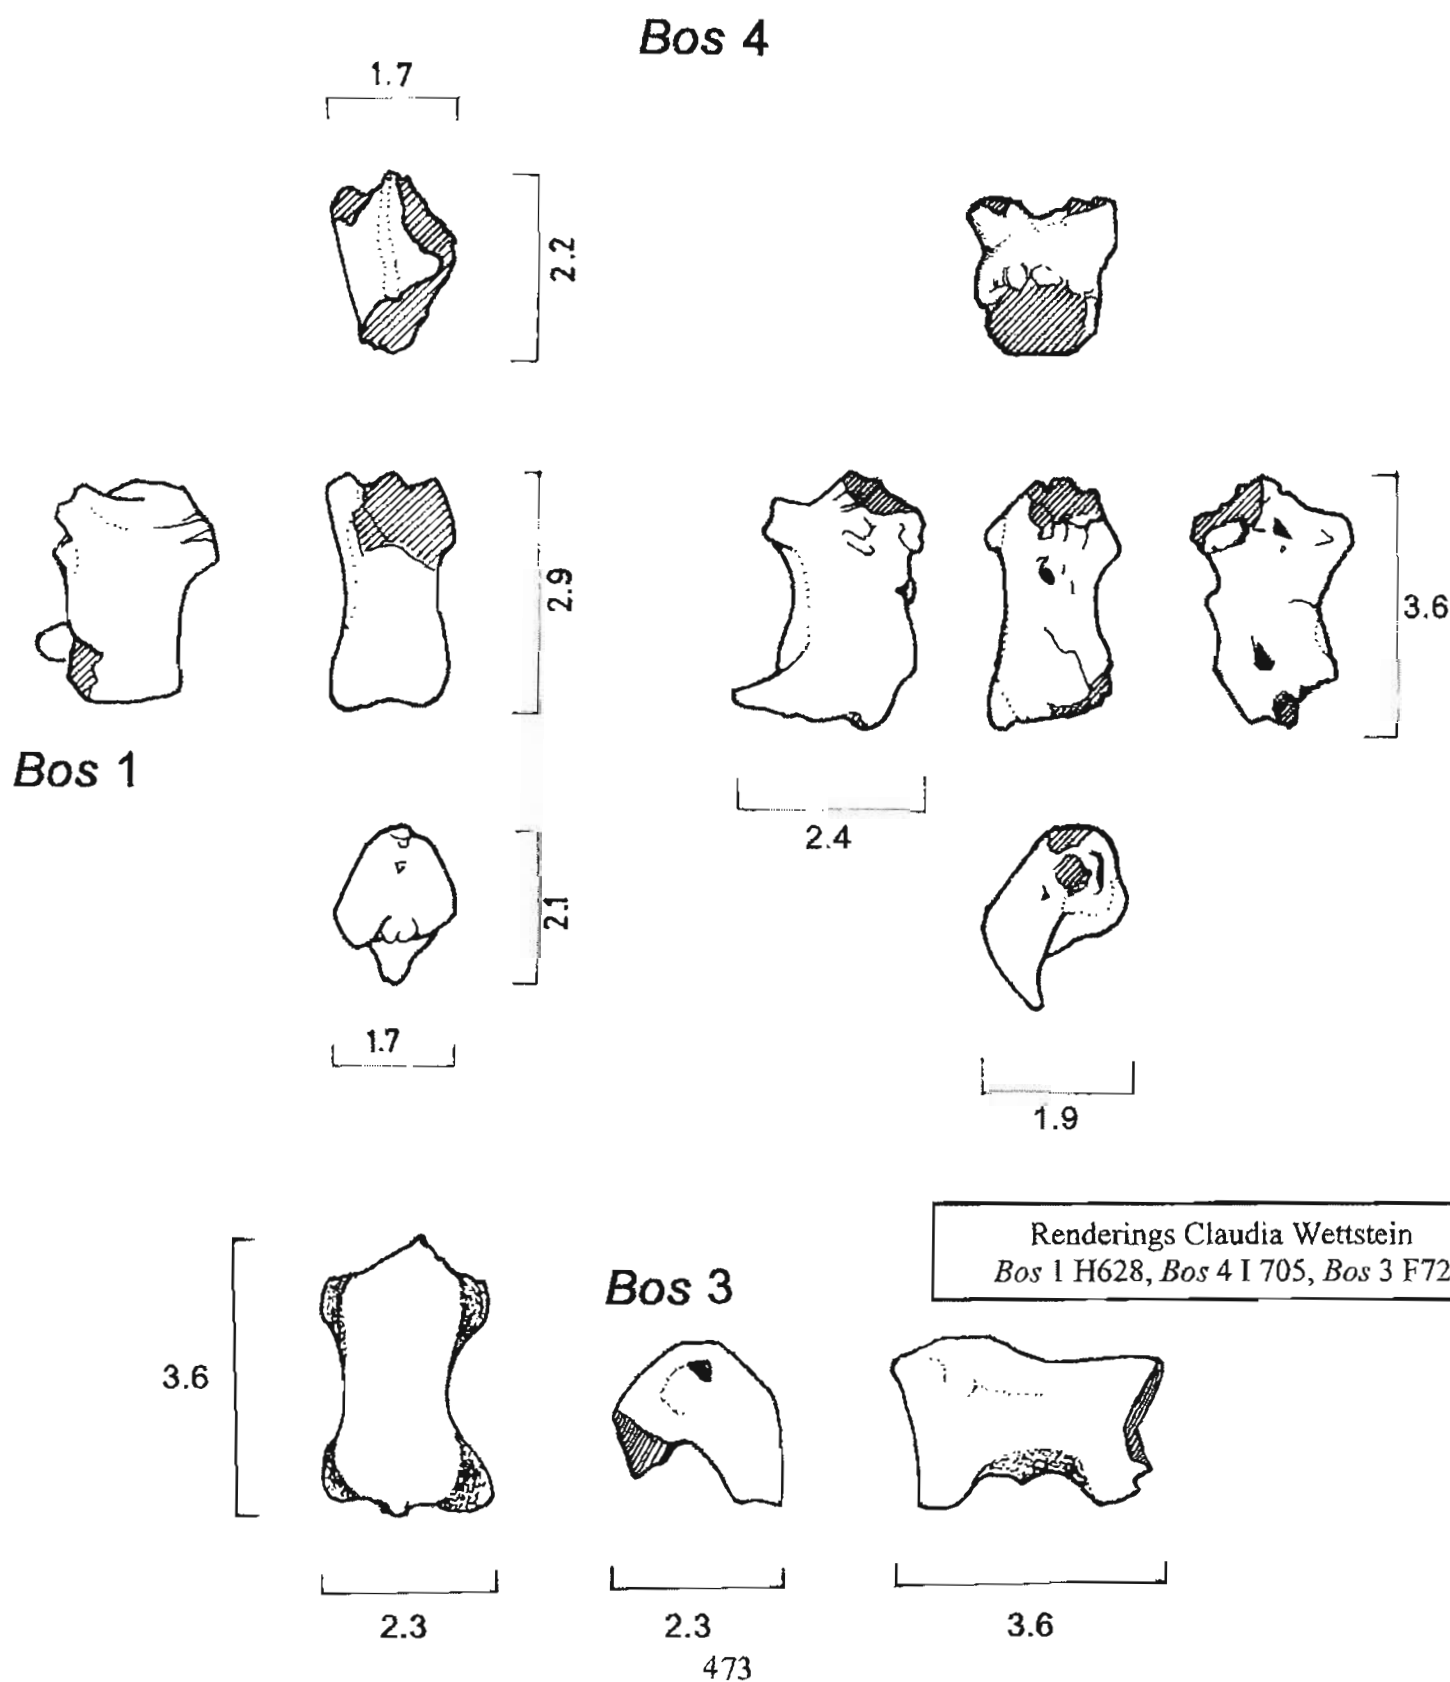 Bos 4
1.7
2.2
2.9
3.6
Bos 1
2.4
2.1
1.7
1.9
Renderings Claudia Wettstein
Bos 1 H628, Bos 4 I 705, Bos 3 F72
Bos 3
3.6
2.3
2.3
3.6
473